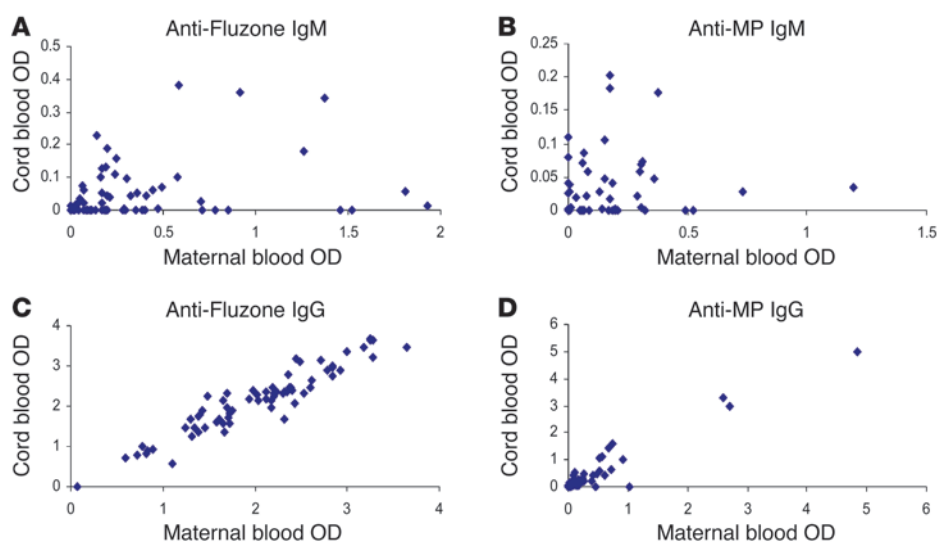 A Anti-Fluzone IgM
Cord blood OD
0.5
0.4
0.3
0.2
0.1
0
0 0.5 1 1.5 2
Maternal blood OD
B Anti-MP IgM
Cord blood OD
0.25
0.2
0.15
0.1
0.05
0
0 0.5 1 1.5
Maternal blood OD
C Anti-Fluzone IgG
Cord blood OD
4
3
2
1
0
0 1 2 3 4
Maternal blood OD
D Anti-MP IgG
Cord blood OD
6
5
4
3
2
1
0
0 1 2 3 4 5 6
Maternal blood OD